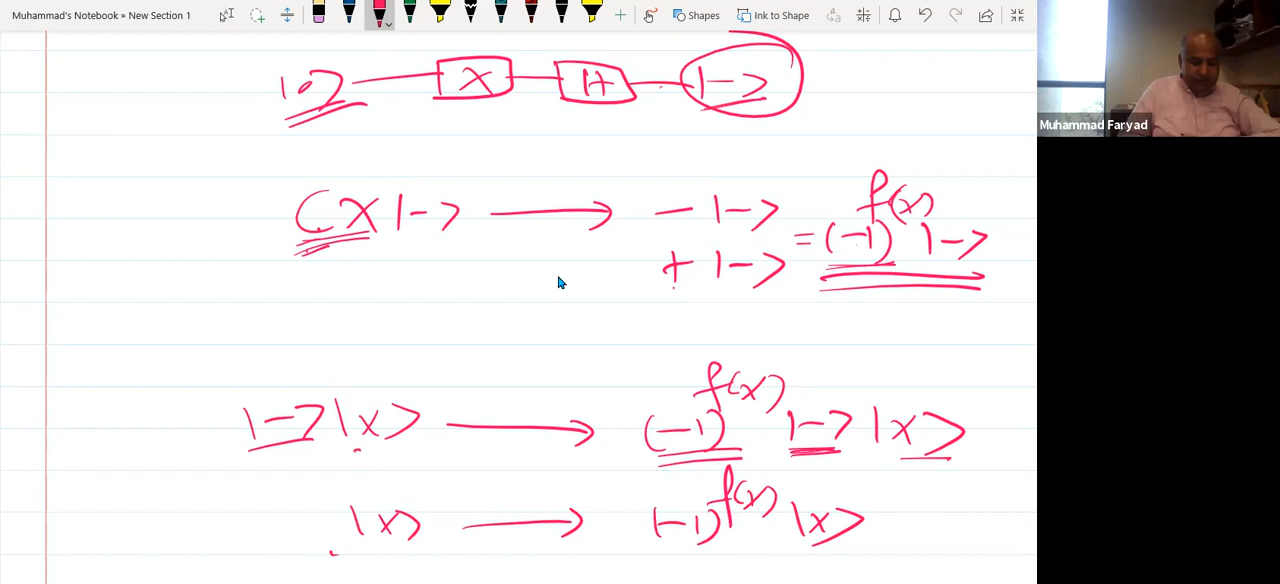 Muhammad's Notebook » New Section 1
Shapes
Ink to Shape
|0> X H |->
Muhammad Faryad
CX |-> → - |->
+ |-> = (-1)^f(x) |->
|-> |x> → (-1)^f(x) |-> |x>
|x> → (-1)^f(x) |x>